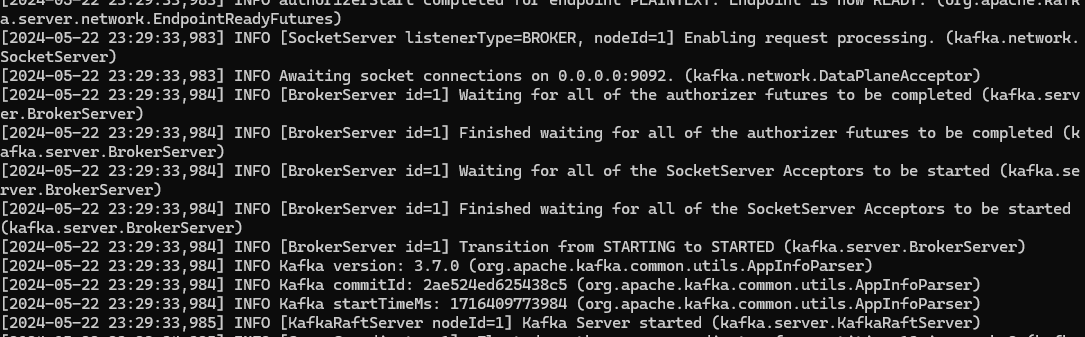 [2024-05-22 23:29:33,983] INFO authorizerStart completed for endpoint PLAINTEXT. Endpoint is now READY. (org.apache.kafk
a.server.network.EndpointReadyFutures)
[2024-05-22 23:29:33,983] INFO [SocketServer listenerType=BROKER, nodeId=1] Enabling request processing. (kafka.network.
SocketServer)
[2024-05-22 23:29:33,983] INFO Awaiting socket connections on 0.0.0.0:9092. (kafka.network.DataPlaneAcceptor)
[2024-05-22 23:29:33,984] INFO [BrokerServer id=1] Waiting for all of the authorizer futures to be completed (kafka.serv
er.BrokerServer)
[2024-05-22 23:29:33,984] INFO [BrokerServer id=1] Finished waiting for all of the authorizer futures to be completed (k
afka.server.BrokerServer)
[2024-05-22 23:29:33,984] INFO [BrokerServer id=1] Waiting for all of the SocketServer Acceptors to be started (kafka.se
rver.BrokerServer)
[2024-05-22 23:29:33,984] INFO [BrokerServer id=1] Finished waiting for all of the SocketServer Acceptors to be started
(kafka.server.BrokerServer)
[2024-05-22 23:29:33,984] INFO [BrokerServer id=1] Transition from STARTING to STARTED (kafka.server.BrokerServer)
[2024-05-22 23:29:33,984] INFO Kafka version: 3.7.0 (org.apache.kafka.common.utils.AppInfoParser)
[2024-05-22 23:29:33,984] INFO Kafka commitId: 2ae524ed625438c5 (org.apache.kafka.common.utils.AppInfoParser)
[2024-05-22 23:29:33,984] INFO Kafka startTimeMs: 1716409773984 (org.apache.kafka.common.utils.AppInfoParser)
[2024-05-22 23:29:33,985] INFO [KafkaRaftServer nodeId=1] Kafka Server started (kafka.server.KafkaRaftServer)